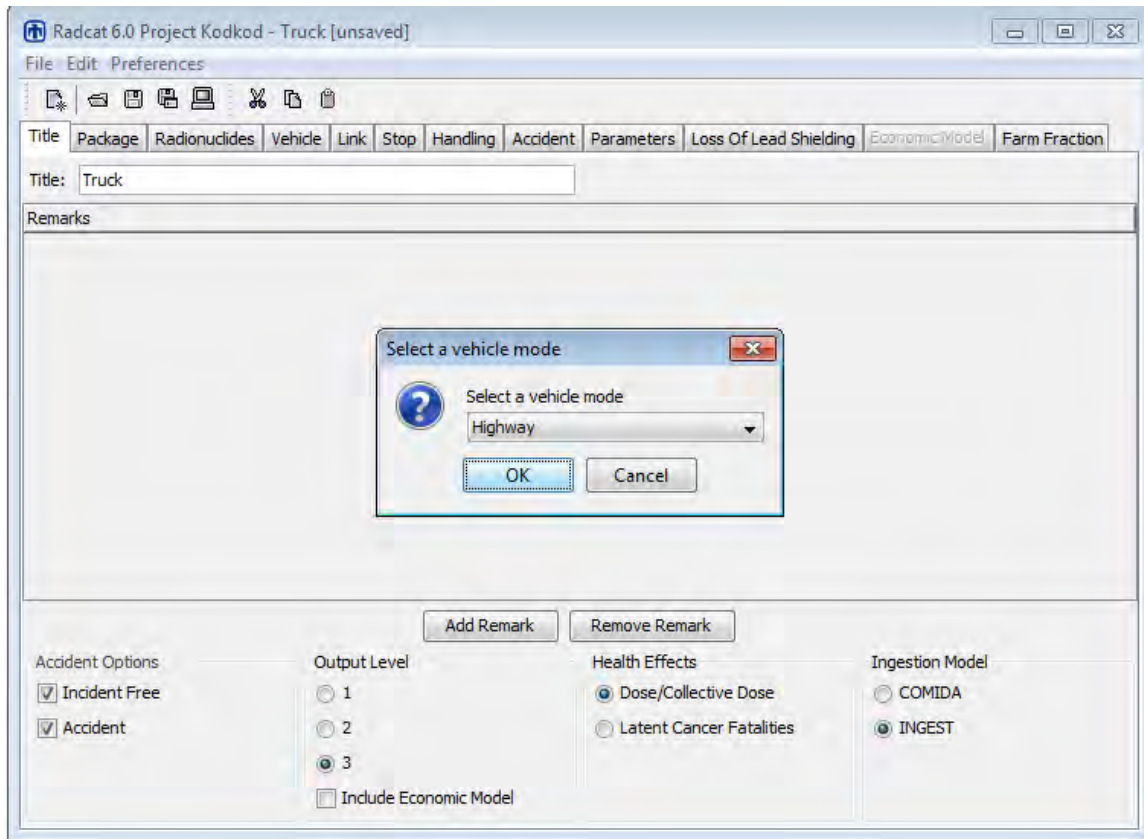 Radcat 6.0 Project Kodkod - Truck [unsaved]
File Edit Preferences
Title Package Radionuclides Vehicle Link Stop Handling Accident Parameters Loss Of Lead Shielding Economic Model Farm Fraction
Title: Truck
Remarks
Select a vehicle mode
Select a vehicle mode
Highway
OK Cancel
Add Remark Remove Remark
Accident Options Output Level Health Effects Ingestion Model
Incident Free 1 Dose/Collective Dose COMIDA
Accident 2 Latent Cancer Fatalities INGEST
3
Include Economic Model